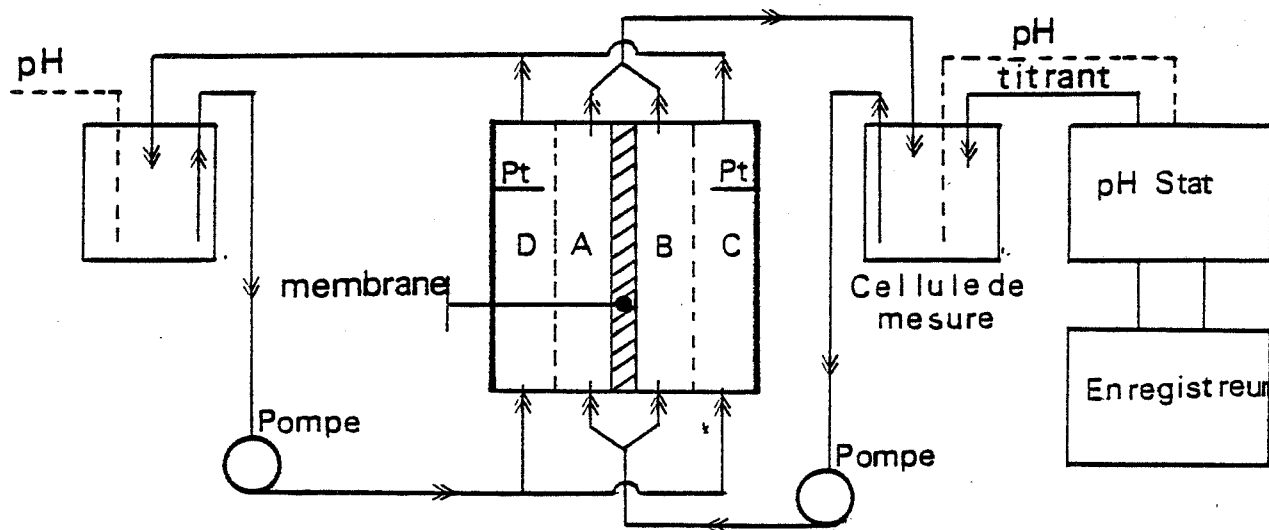 pH
pH
titrant
Pt
Pt
pH Stat
D
A
B
C
membrane
Cellule de
mesure
Enregistreur
Pompe
Pompe